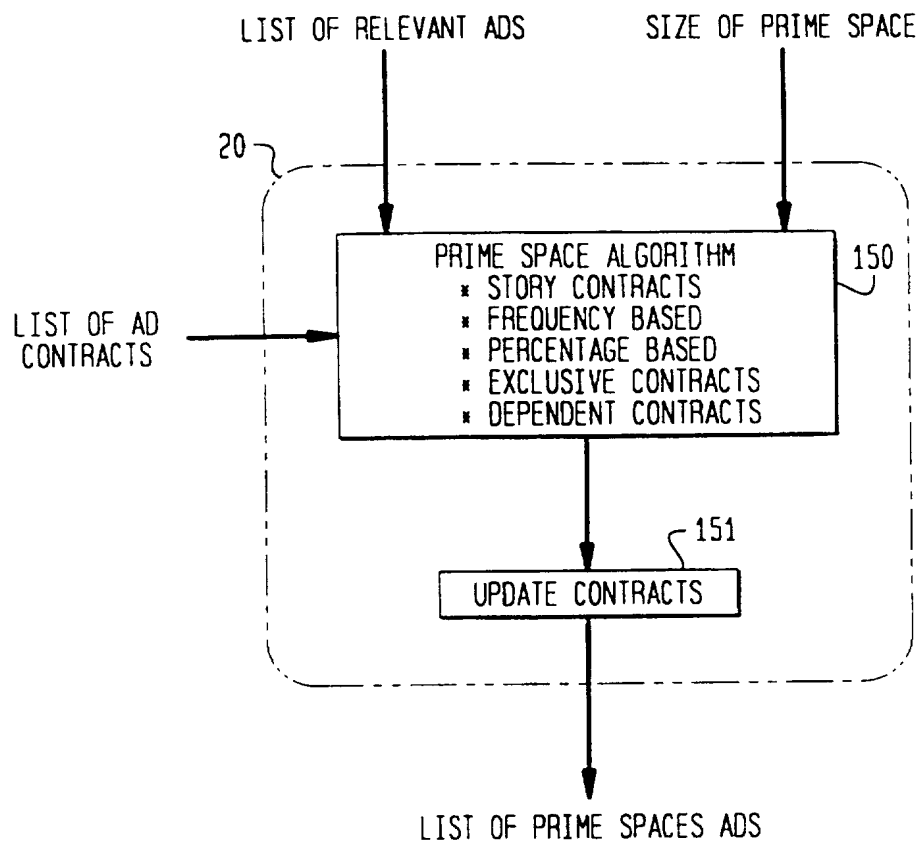 LIST OF RELEVANT ADS
SIZE OF PRIME SPACE
20
PRIME SPACE ALGORITHM
* STORY CONTRACTS
* FREQUENCY BASED
* PERCENTAGE BASED
* EXCLUSIVE CONTRACTS
* DEPENDENT CONTRACTS
150
LIST OF AD
CONTRACTS
151
UPDATE CONTRACTS
LIST OF PRIME SPACES ADS